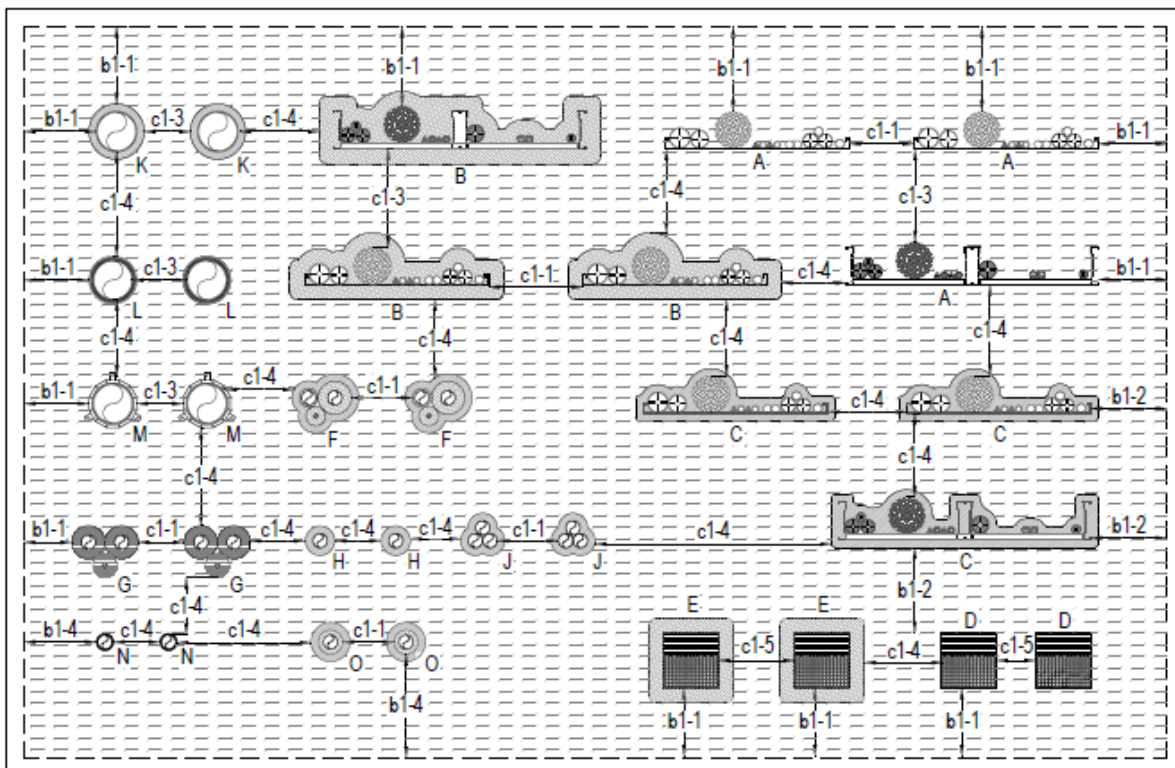 b1-1 b1-1 b1-1 b1-1
b1-1 c1-3 c1-4 c1-1 b1-1
K K B A A
c1-4 c1-3 c1-4 c1-3
b1-1 c1-3 c1-1 c1-4 b1-1
L L B B A
c1-4 c1-4 c1-4 c1-4
b1-1 c1-3 c1-4 c1-1 c1-4 b1-2
M M F F C C
c1-4 c1-4
b1-1 c1-1 c1-4 c1-4 c1-4 c1-1 c1-4 b1-2
G G H H J J C
c1-4 b1-2
E E D D
b1-4 c1-4 c1-4 c1-1 c1-5 c1-4 c1-5
N N O O
b1-4 b1-1 b1-1 b1-1